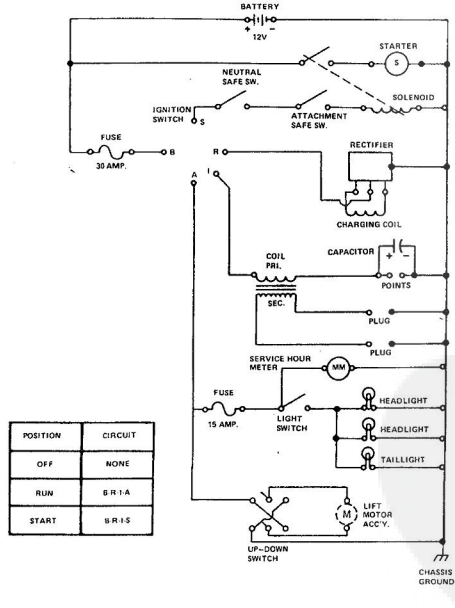 BATTERY
+ −
12V
STARTER
S
NEUTRAL
SAFE SW.
SOLENOID
IGNITION
SWITCH
S
ATTACHMENT
SAFE SW.
FUSE
30 AMP.
B
R
I
A
RECTIFIER
CHARGING COIL
CAPACITOR
+ −
POINTS
COIL
PRI.
SEC.
PLUG
PLUG
SERVICE HOUR
METER
MM
FUSE
15 AMP.
LIGHT
SWITCH
HEADLIGHT
HEADLIGHT
TAILLIGHT
POSITION CIRCUIT
OFF NONE
RUN B-R-I-A
START B-R-I-S
M
LIFT
MOTOR
ACC'Y.
UP-DOWN
SWITCH
CHASSIS
GROUND